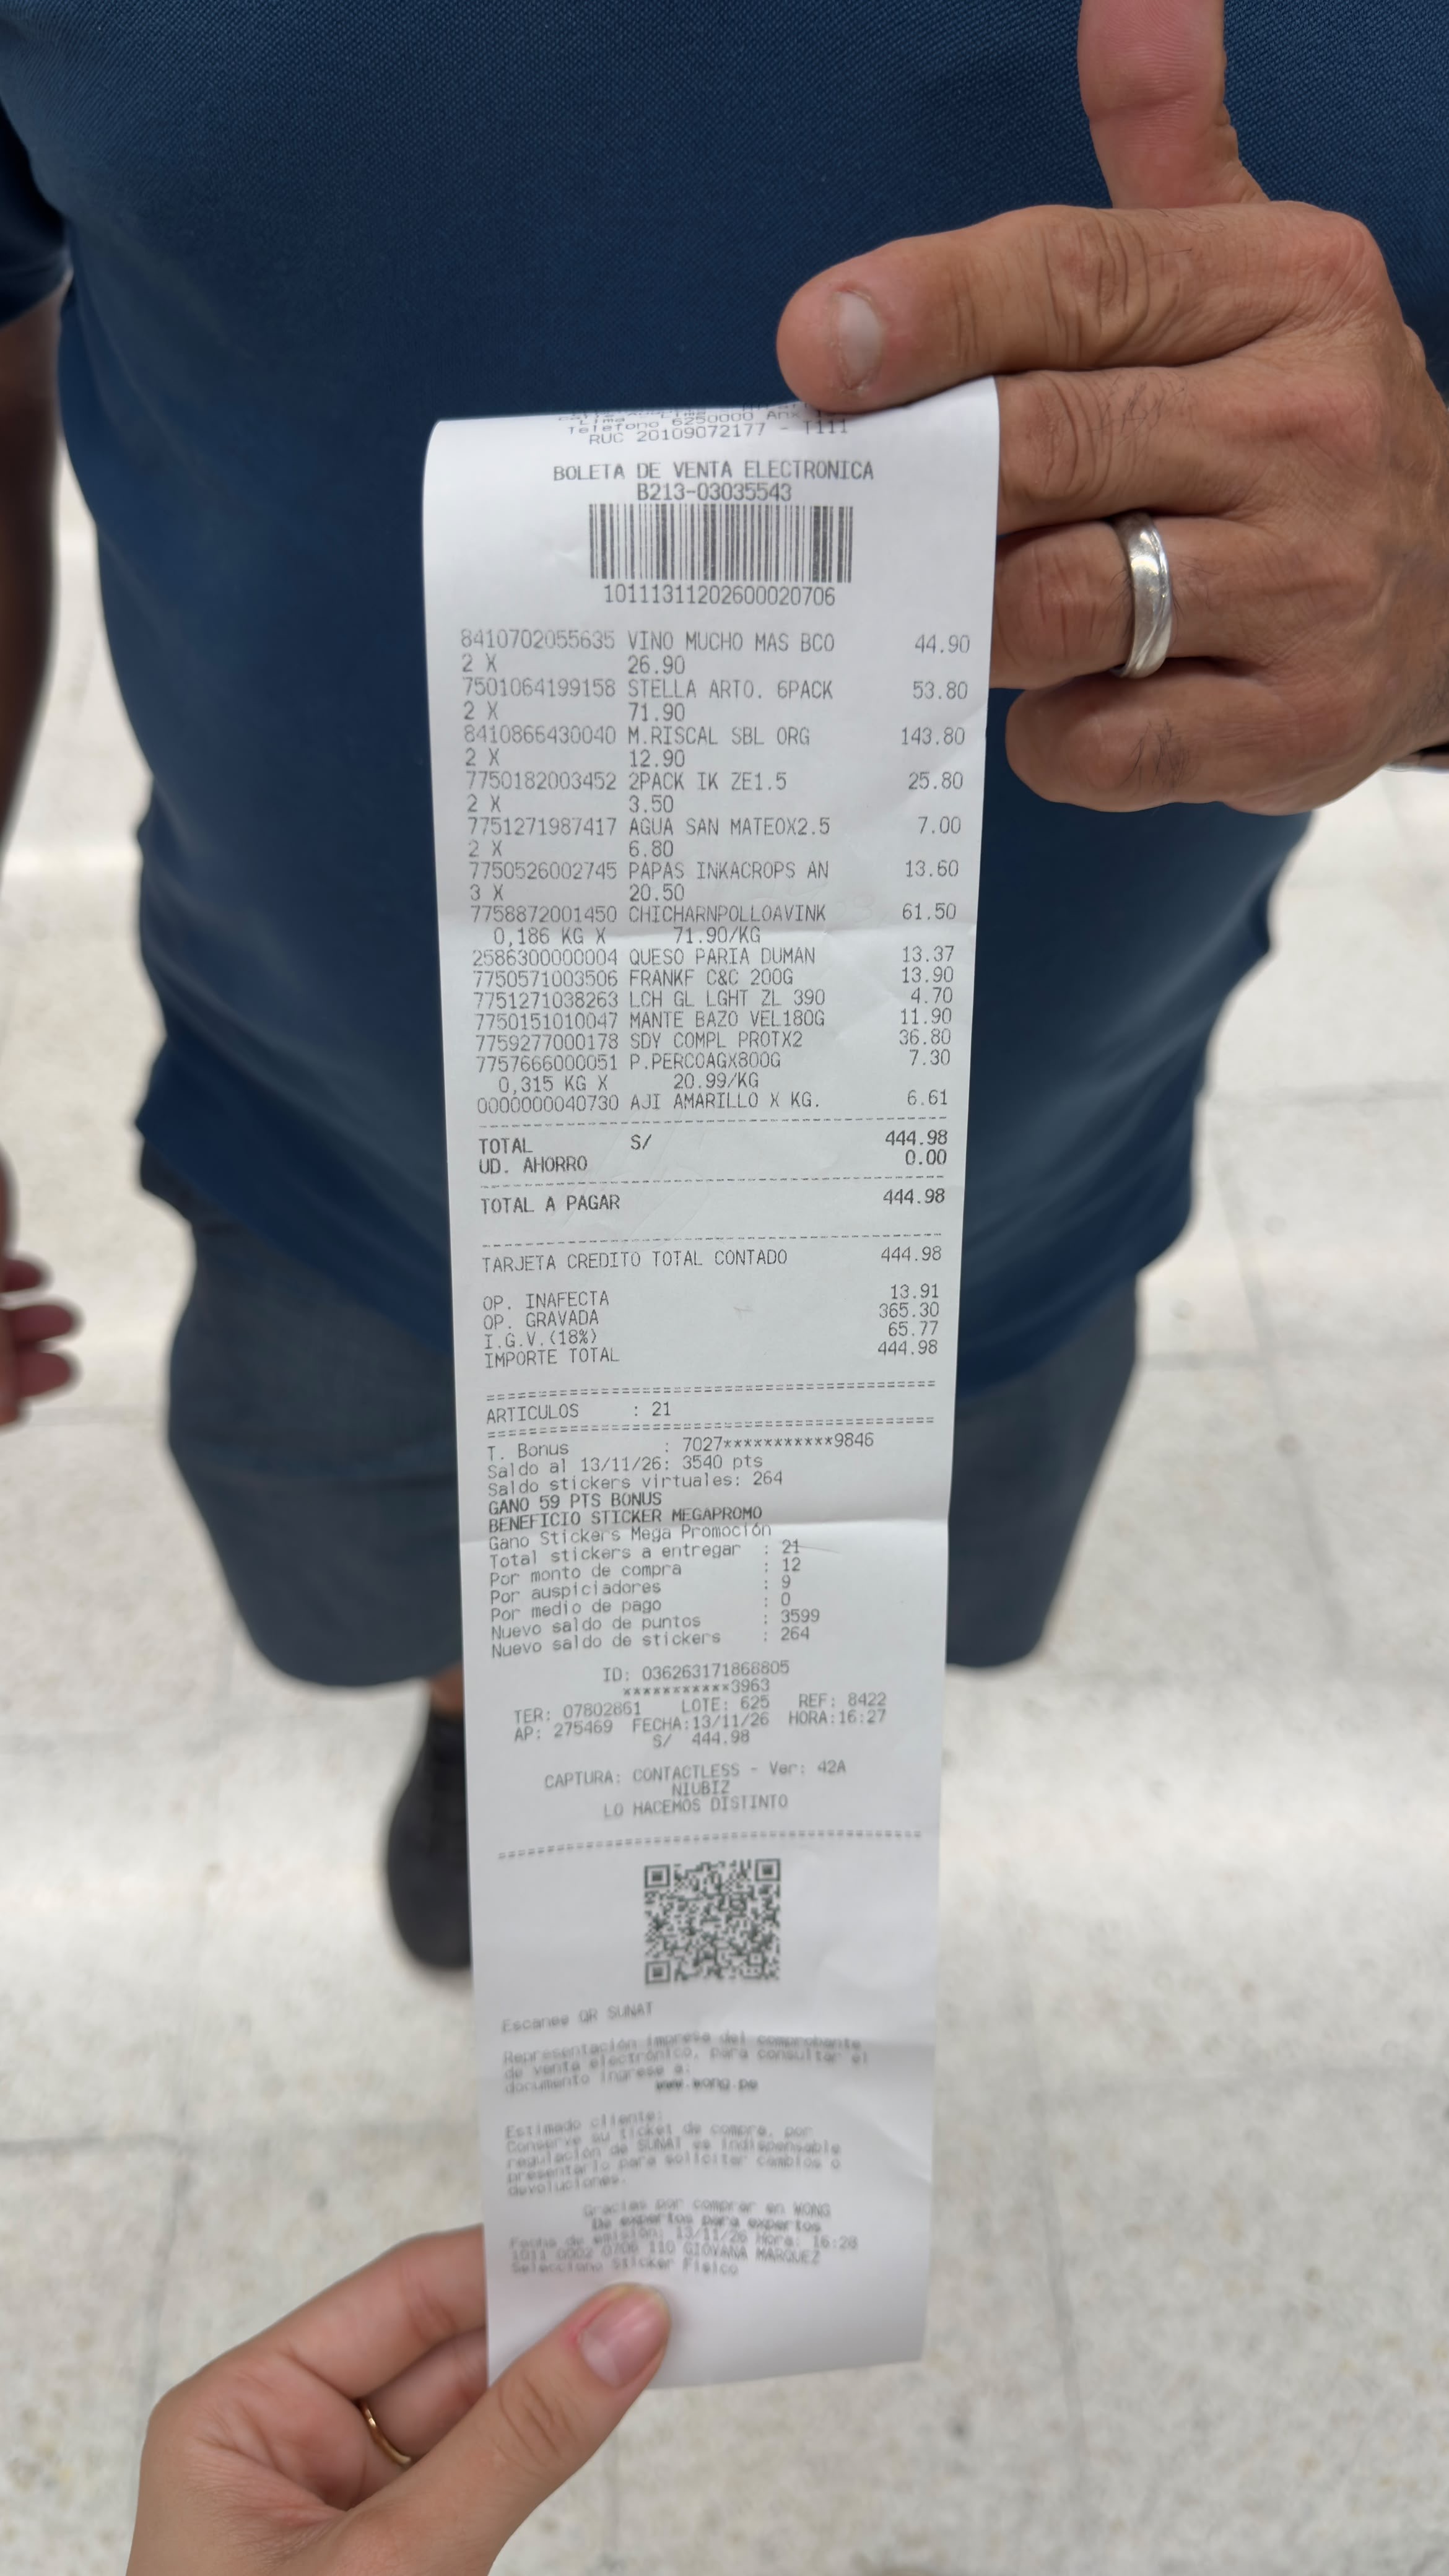 Telefono 6250000 Anx
RUC 20109072177 - T111
BOLETA DE VENTA ELECTRONICA
B213-03035543
10111311202600020706
8410702055635 VINO MUCHO MAS BCO 44.90
2 X 26.90
7501064199158 STELLA ARTO. 6PACK 53.80
2 X 71.90
8410866430040 M.RISCAL SBL ORG 143.80
2 X 12.90
7750182003452 2PACK IK ZE1.5 25.80
2 X 3.50
7751271987417 AGUA SAN MATEOX2.5 7.00
2 X 6.80
7750526002745 PAPAS INKACROPS AN 13.60
3 X 20.50
7758872001450 CHICHARNPOLLOAVINK 61.50
0,186 KG X 71.90/KG
2586300000004 QUESO PARIA DUMAN 13.37
7750571003506 FRANKF C&C 200G 13.90
7751271038263 LCH GL LGHT ZL 390 4.70
7750151010047 MANTE BAZO VEL180G 11.90
7759277000178 SDY COMPL PROTX2 36.80
7757666000051 P.PERCOAGX800G 7.30
0,315 KG X 20.99/KG
0000000040730 AJI AMARILLO X KG. 6.61
TOTAL S/ 444.98
UD. AHORRO 0.00
TOTAL A PAGAR 444.98
TARJETA CREDITO TOTAL CONTADO 444.98
OP. INAFECTA 13.91
OP. GRAVADA 365.30
I.G.V.(18%) 65.77
IMPORTE TOTAL 444.98
ARTICULOS : 21
T. Bonus : 7027***********9846
Saldo al 13/11/26: 3540 pts
Saldo stickers virtuales: 264
GANO 59 PTS BONUS
BENEFICIO STICKER MEGAPROMO
Gano Stickers Mega Promoción
Total stickers a entregar : 21
Por monto de compra : 12
Por auspiciadores : 9
Por medio de pago : 0
Nuevo saldo de puntos : 3599
Nuevo saldo de stickers : 264
ID: 036263171868805
***********3963
TER: 07802861 LOTE: 625 REF: 8422
AP: 275469 FECHA:13/11/26 HORA:16:27
S/ 444.98
CAPTURA: CONTACTLESS - Ver: 42A
NIUBIZ
LO HACEMOS DISTINTO
Escanee QR SUNAT
Representación impresa del comprobante
de venta electrónico, para consultar el
documento ingrese a:
www.wong.pe
Estimado cliente:
Conserve su ticket de compra, por
regulación de SUNAT es indispensable
presentarlo para solicitar cambios o
devoluciones.
Gracias por comprar en WONG
De expertos para expertos
Fecha de emisión: 13/11/26 Hora: 16:28
1011 0002 0706 110 GIOVANA MARQUEZ
Selecciono Sticker Fisico